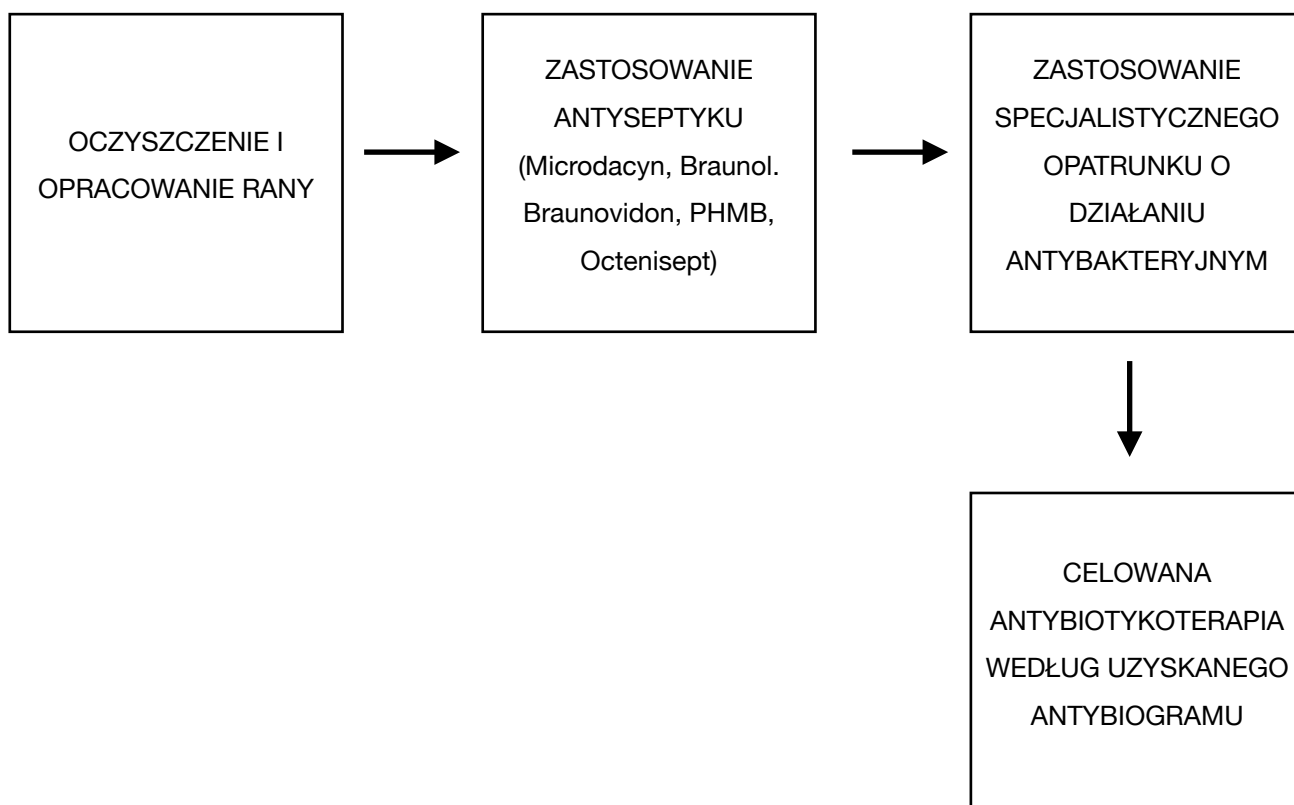 OCZYSZCZENIE I
OPRACOWANIE RANY
ZASTOSOWANIE
ANTYSEPTYKU
(Microdacyn, Braunol.
Braunovidon, PHMB,
Octenisept)
ZASTOSOWANIE
SPECJALISTYCZNEGO
OPATRUNKU O
DZIAŁANIU
ANTYBAKTERYJNYM
CELOWANA
ANTYBIOTYKOTERAPIA
WEDŁUG UZYSKANEGO
ANTYBIOGRAMU